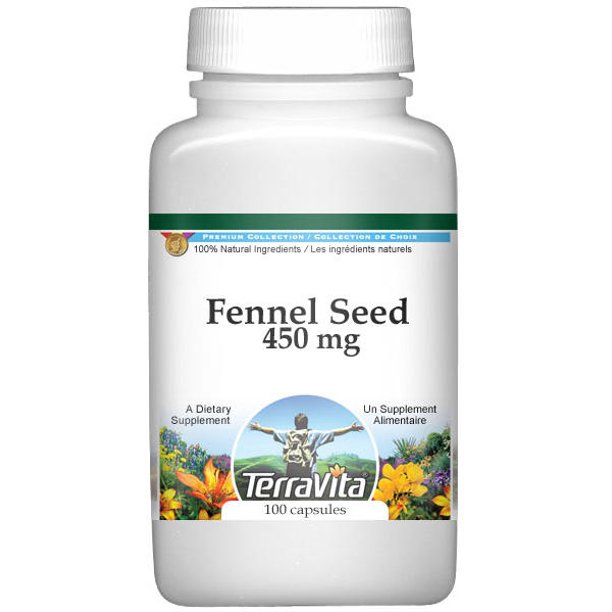 Premium Collection / Collection de Choix
100% Natural Ingredients / Les ingrédients naturels
Fennel Seed
450 mg
A Dietary
Supplement
Un Supplement
Alimentaire
TerraVita®
100 capsules